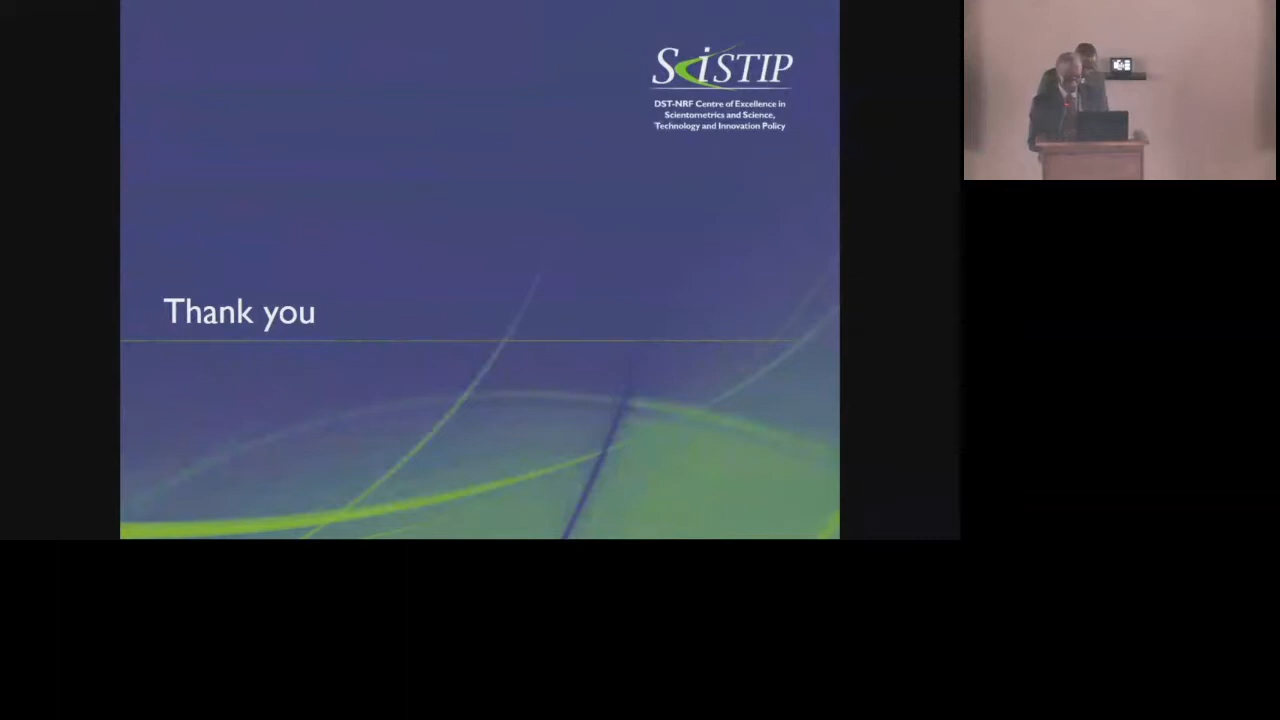 SciSTIP
DST-NRF Centre of Excellence in
Scientometrics and Science,
Technology and Innovation Policy
Thank you